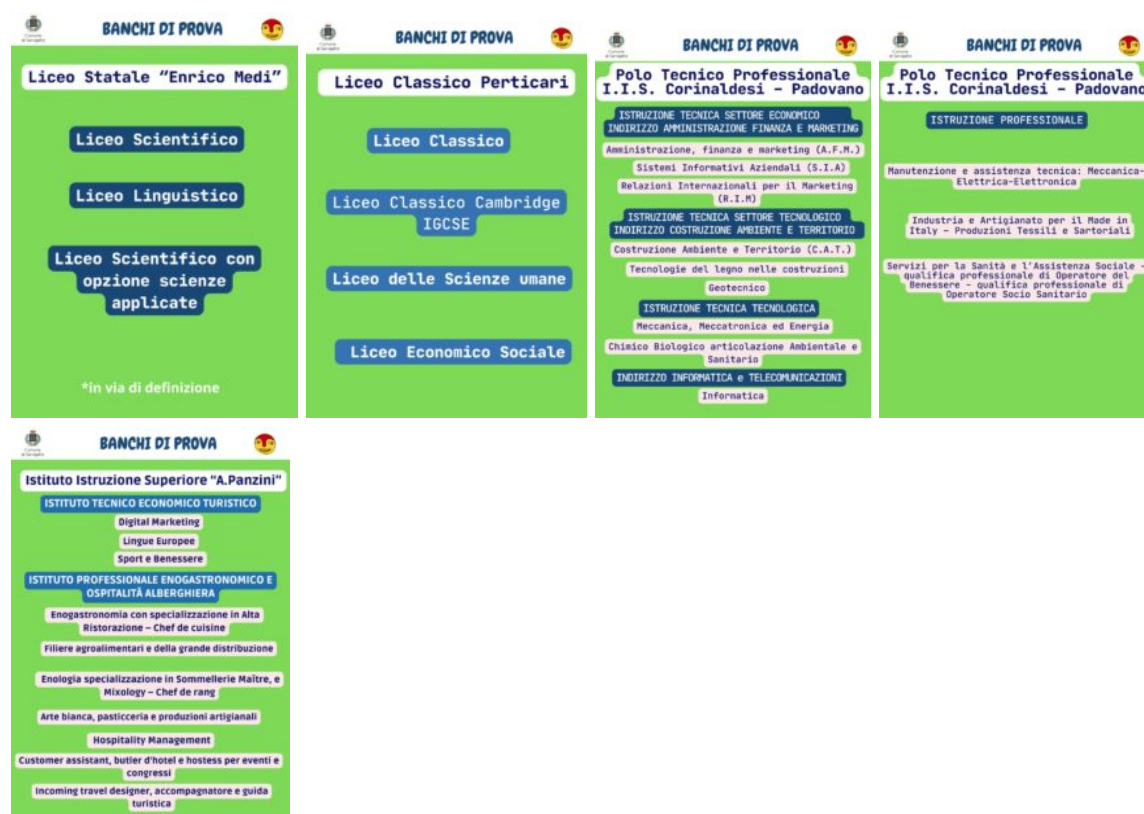 BANCHI DI PROVA
Liceo Statale “Enrico Medi”
Liceo Scientifico
Liceo Linguistico
Liceo Scientifico con
opzione scienze
applicate
*in via di definizione
BANCHI DI PROVA
Liceo Classico Perticari
Liceo Classico
Liceo Classico Cambridge
IGCSE
Liceo delle Scienze umane
Liceo Economico Sociale
BANCHI DI PROVA
Polo Tecnico Professionale
I.I.S. Corinaldesi – Padovano
ISTRUZIONE TECNICA SETTORE ECONOMICO
INDIRIZZO AMMINISTRAZIONE FINANZA E MARKETING
Amministrazione, finanza e marketing (A.F.M.)
Sistemi Informativi Aziendali (S.I.A)
Relazioni Internazionali per il Marketing
(R.I.M)
ISTRUZIONE TECNICA SETTORE TECNOLOGICO
INDIRIZZO COSTRUZIONE AMBIENTE E TERRITORIO
Costruzione Ambiente e Territorio (C.A.T.)
Tecnologie del legno nelle costruzioni
Geotecnico
ISTRUZIONE TECNICA TECNOLOGICA
Meccanica, Meccatronica ed Energia
Chimico Biologico articolazione Ambientale e
Sanitario
INDIRIZZO INFORMATICA e TELECOMUNICAZIONI
Informatica
BANCHI DI PROVA
Polo Tecnico Professionale
I.I.S. Corinaldesi – Padovano
ISTRUZIONE PROFESSIONALE
Manutenzione e assistenza tecnica: Meccanica-
Elettrica-Elettronica
Industria e Artigianato per il Made in
Italy – Produzioni Tessili e Sartoriali
Servizi per la Sanità e l'Assistenza Sociale –
qualifica professionale di Operatore del
Benessere – qualifica professionale di
Operatore Socio Sanitario
BANCHI DI PROVA
Istituto Istruzione Superiore “A.Panzini”
ISTITUTO TECNICO ECONOMICO TURISTICO
Digital Marketing
Lingue Europee
Sport e Benessere
ISTITUTO PROFESSIONALE ENOGASTRONOMICO E
OSPITALITÀ ALBERGHIERA
Enogastronomia con specializzazione in Alta
Ristorazione – Chef de cuisine
Filiere agroalimentari e della grande distribuzione
Enologia specializzazione in Sommellerie Maître, e
Mixology – Chef de rang
Arte bianca, pasticceria e produzioni artigianali
Hospitality Management
Customer assistant, butler d'hotel e hostess per eventi e
congressi
Incoming travel designer, accompagnatore e guida
turistica